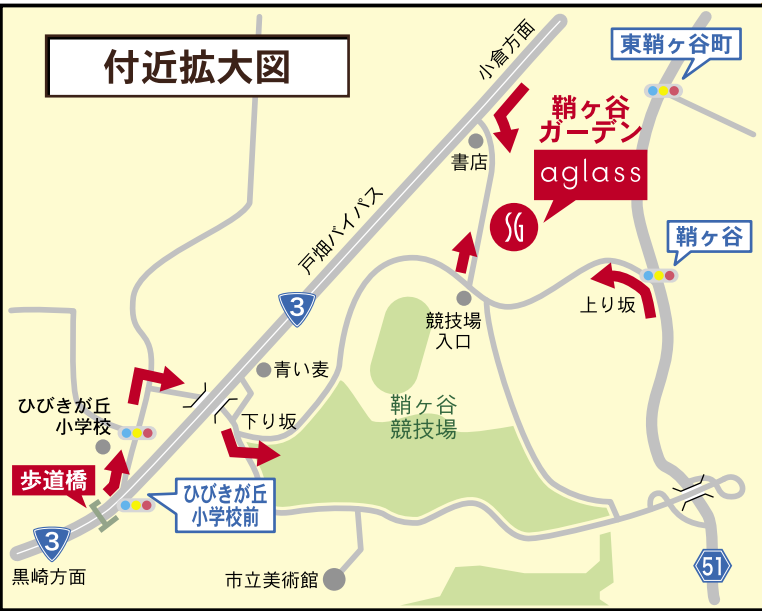 付近拡大図
小倉方面
東鞘ヶ谷町
鞘ヶ谷
ガーデン
aglass
書店
SG
戸畑バイパス
鞘ヶ谷
3
上り坂
競技場
入口
青い麦
ひびきが丘
小学校
下り坂
鞘ヶ谷
競技場
歩道橋
ひびきが丘
小学校前
3
黒崎方面
市立美術館
51